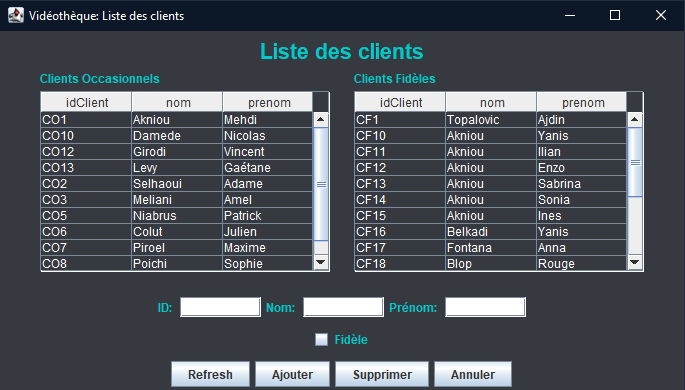 Vidéothèque: Liste des clients
Liste des clients
Clients Occasionnels
idClient nom prenom
CO1 Akniou Mehdi
CO10 Damede Nicolas
CO12 Girodi Vincent
CO13 Levy Gaétane
CO2 Selhaoui Adame
CO3 Meliani Amel
CO5 Niabrus Patrick
CO6 Colut Julien
CO7 Piroel Maxime
CO8 Poichi Sophie
Clients Fidèles
idClient nom prenom
CF1 Topalovic Ajdin
CF10 Akniou Yanis
CF11 Akniou Ilian
CF12 Akniou Enzo
CF13 Akniou Sabrina
CF14 Akniou Sonia
CF15 Akniou Ines
CF16 Belkadi Yanis
CF17 Fontana Anna
CF18 Blop Rouge
ID: Nom: Prénom:
Fidèle
Refresh Ajouter Supprimer Annuler